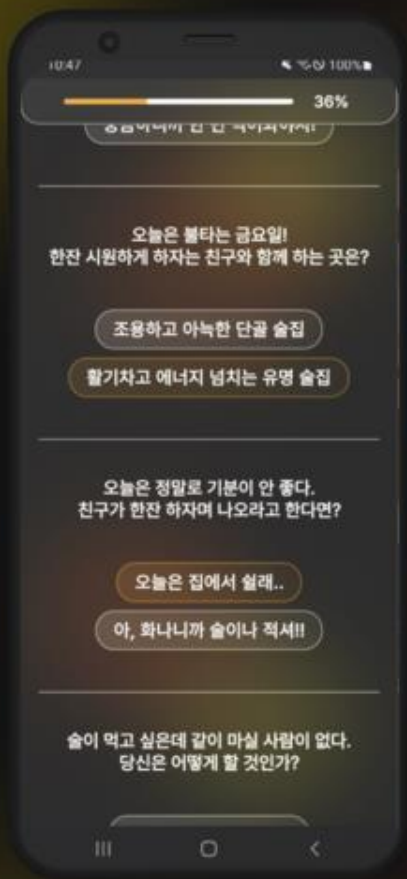 10:47
100%
36%
오늘은 불타는 금요일!
한잔 시원하게 하자는 친구와 함께 하는 곳은?
조용하고 아늑한 단골 술집
활기차고 에너지 넘치는 유명 술집
오늘은 정말로 기분이 안 좋다.
친구가 한잔 하자며 나오라고 한다면?
오늘은 집에서 쉴래..
아, 화나니까 술이나 적셔!!
술이 먹고 싶은데 같이 마실 사람이 없다.
당신은 어떻게 할 것인가?